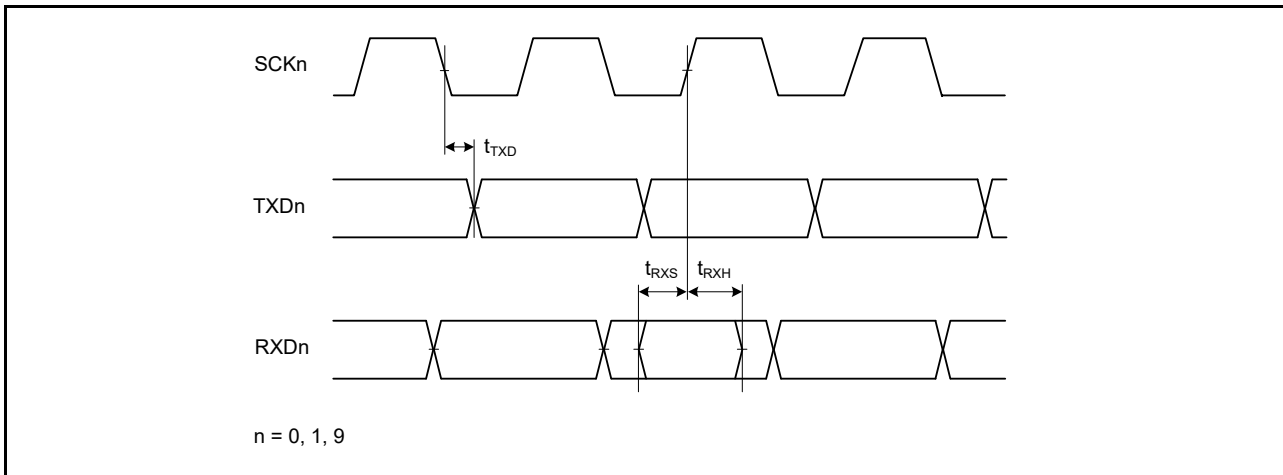 SCKn
tTXD
TXDn
tRXS tRXH
RXDn
n = 0, 1, 9